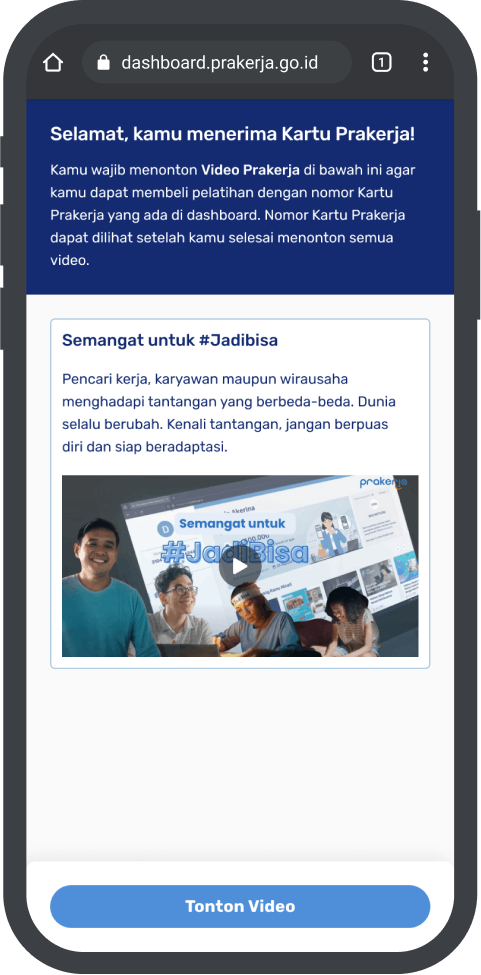 dashboard.prakerja.go.id
1
Selamat, kamu menerima Kartu Prakerja!
Kamu wajib menonton Video Prakerja di bawah ini agar
kamu dapat membeli pelatihan dengan nomor Kartu
Prakerja yang ada di dashboard. Nomor Kartu Prakerja
dapat dilihat setelah kamu selesai menonton semua
video.
Semangat untuk #Jadibisa
Pencari kerja, karyawan maupun wirausaha
menghadapi tantangan yang berbeda-beda. Dunia
selalu berubah. Kenali tantangan, jangan berpuas
diri dan siap beradaptasi.
prakerja
D
Semangat untuk
#JadiBisa
Tonton Video